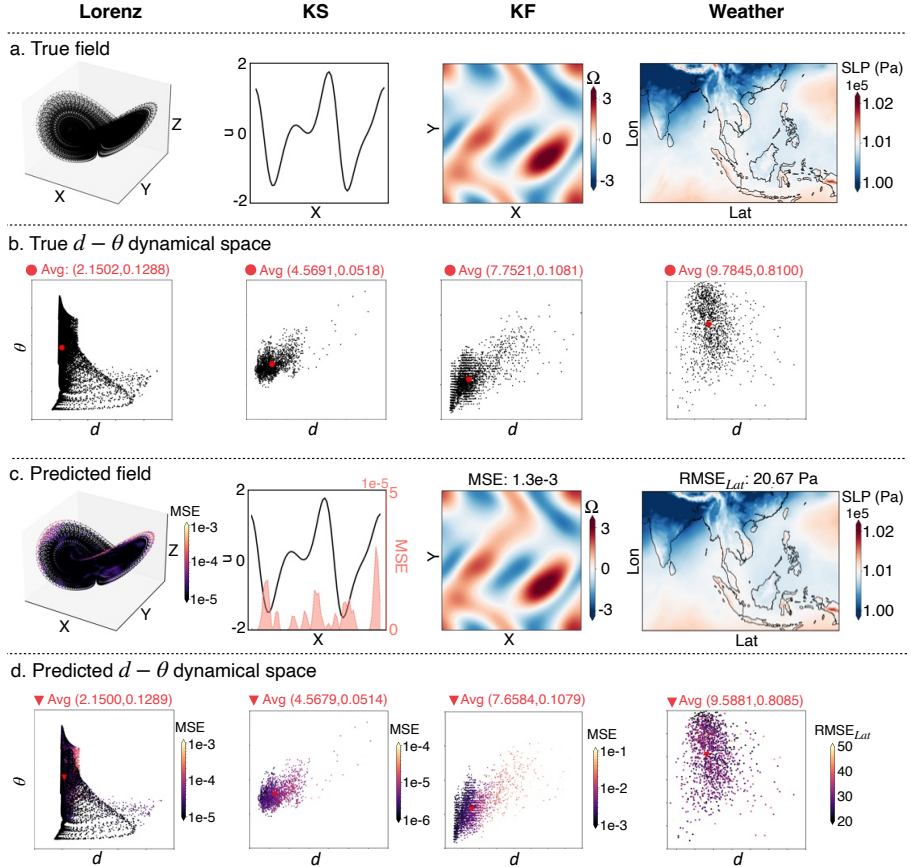 Lorenz KS KF Weather
a. True field
Z
X
Y
2
0
-2
u
X
Y
X
Ω
3
0
-3
Lon
Lat
SLP (Pa)
1e5
1.02
1.01
1.00
b. True d − θ dynamical space
Avg: (2.1502,0.1288)
Avg (4.5691,0.0518)
Avg (7.7521,0.1081)
Avg (9.7845,0.8100)
θ
d
d
d
d
c. Predicted field
MSE
1e-3
1e-4
1e-5
Z
X
Y
2
0
-2
u
X
1e-5
5
0
MSE
MSE: 1.3e-3
Y
X
Ω
3
0
-3
RMSE_Lat: 20.67 Pa
Lon
Lat
SLP (Pa)
1e5
1.02
1.01
1.00
d. Predicted d − θ dynamical space
Avg (2.1500,0.1289)
Avg (4.5679,0.0514)
Avg (7.6584,0.1079)
Avg (9.5881,0.8085)
θ
d
MSE
1e-3
1e-4
1e-5
d
MSE
1e-4
1e-5
1e-6
d
MSE
1e-1
1e-2
1e-3
d
RMSE_Lat
50
40
30
20